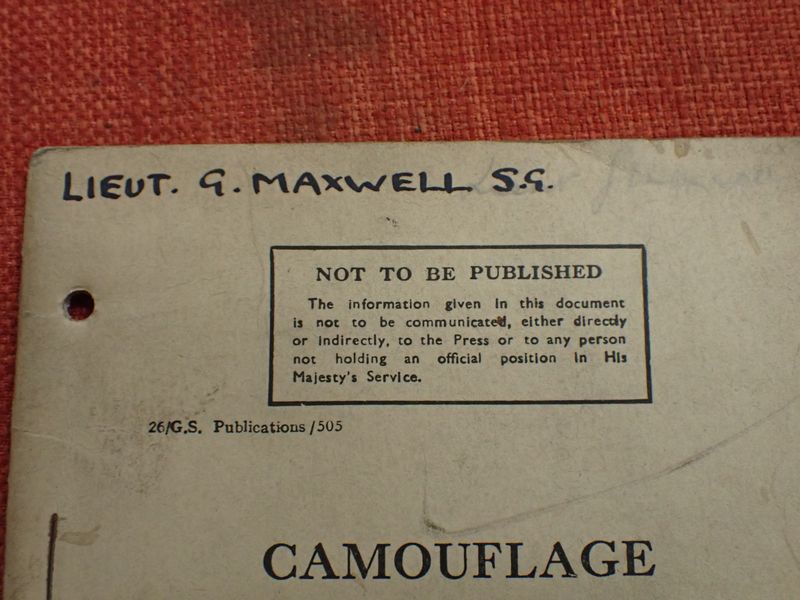 LIEUT. G. MAXWELL S.G.
NOT TO BE PUBLISHED
The information given in this document
is not to be communicated, either directly
or indirectly, to the Press or to any person
not holding an official position in His
Majesty's Service.
26/G.S. Publications/505
CAMOUFLAGE